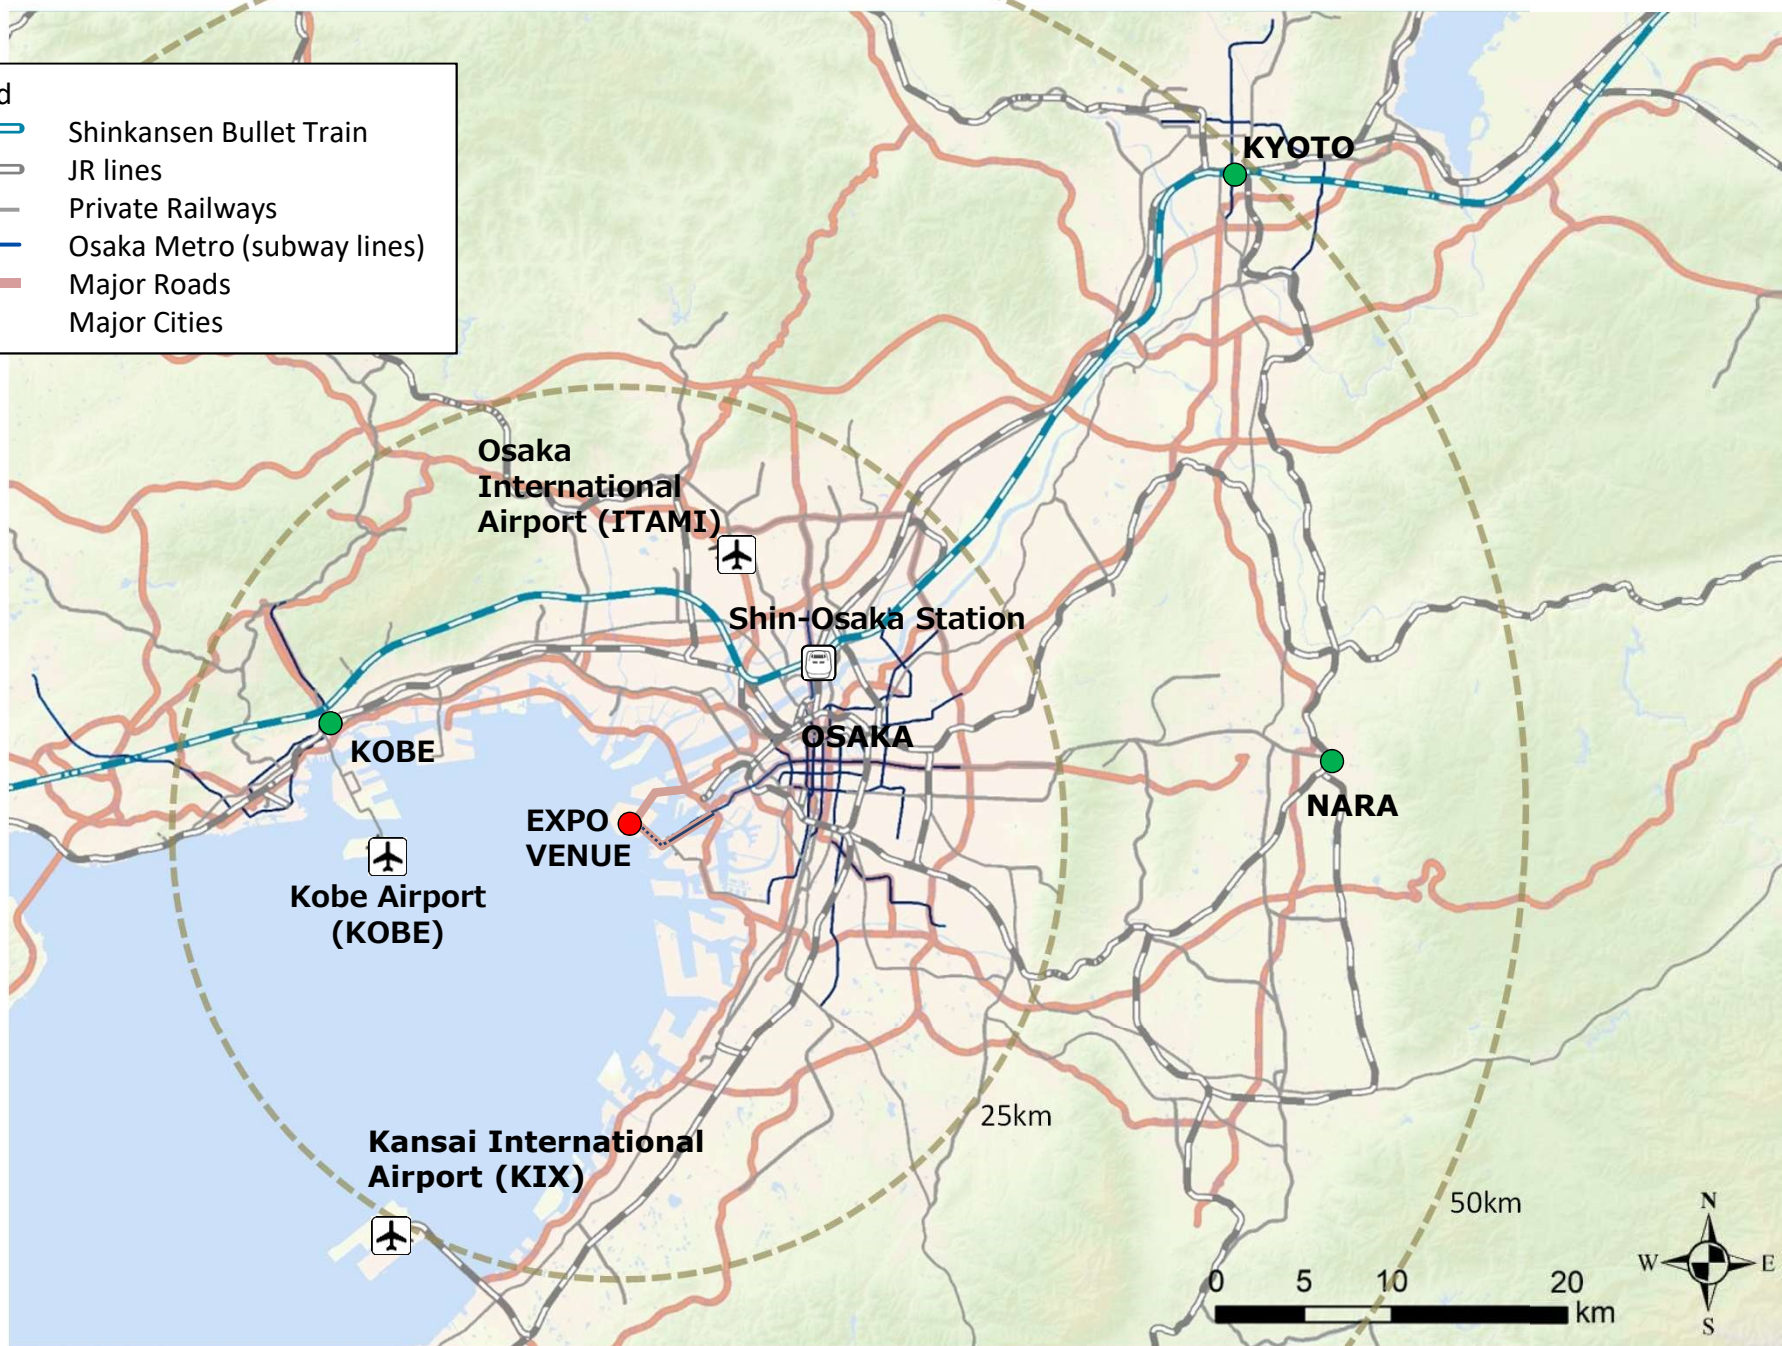 d
Shinkansen Bullet Train
JR lines
Private Railways
Osaka Metro (subway lines)
Major Roads
Major Cities
KYOTO
Osaka
International
Airport (ITAMI)
Shin-Osaka Station
OSAKA
KOBE
EXPO
VENUE
NARA
Kobe Airport
(KOBE)
25km
Kansai International
Airport (KIX)
50km
N
W E
S
0 5 10 20
km